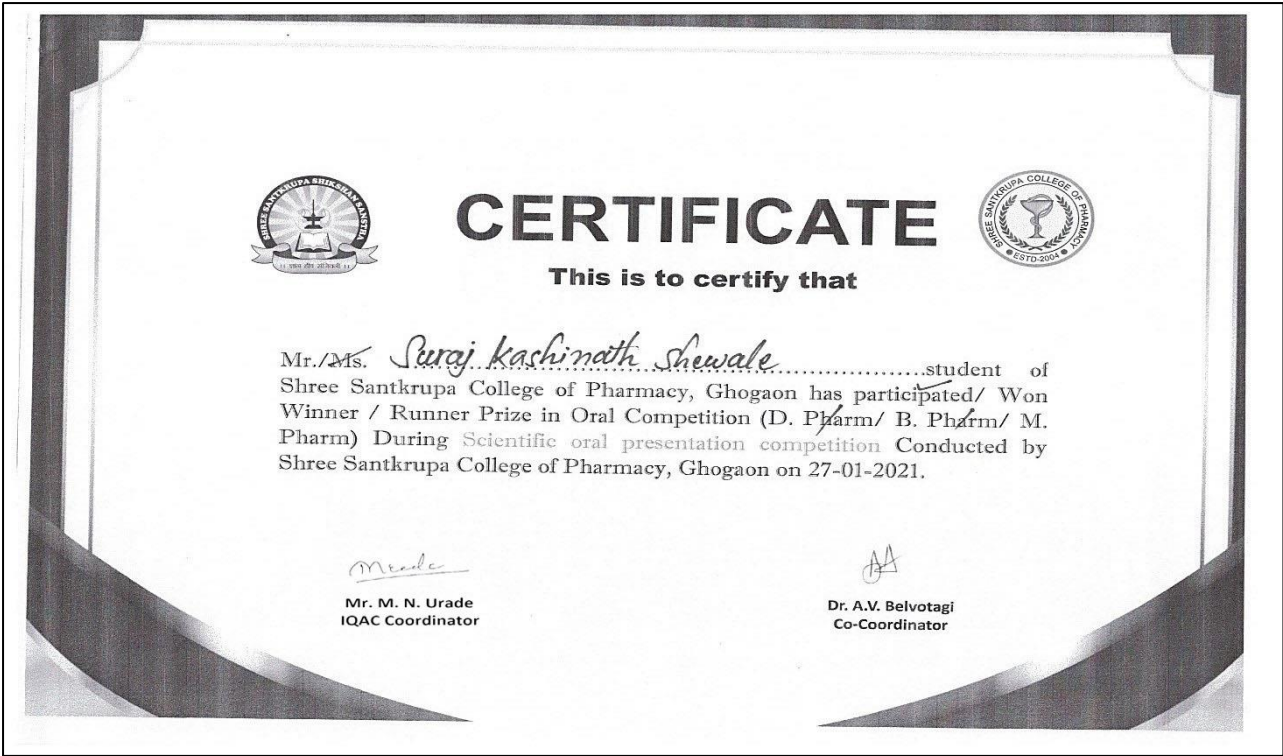 SHREE SANTKRUPA SHIKSHAN SANSTHA
CERTIFICATE
SHREE SANTKRUPA COLLEGE OF PHARMACY
ESTD-2004
This is to certify that
Mr./Ms. Suraj Kashinath Shewale student of
Shree Santkrupa College of Pharmacy, Ghogaon has participated/ Won
Winner / Runner Prize in Oral Competition (D. Pharm/ B. Pharm/ M.
Pharm) During Scientific oral presentation competition Conducted by
Shree Santkrupa College of Pharmacy, Ghogaon on 27-01-2021.
Mr. M. N. Urade
IQAC Coordinator
Dr. A.V. Belvotagi
Co-Coordinator